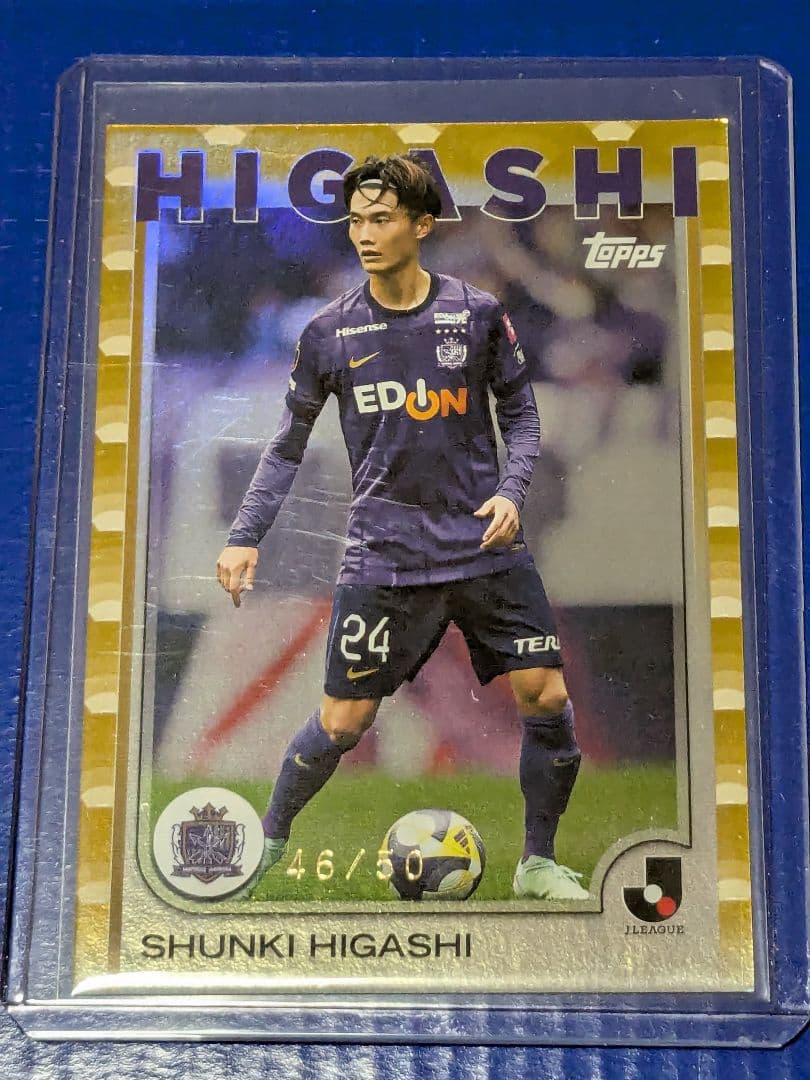 HIGASHI
Topps
Hisense
EDION
24
TER
46/50
SHUNKI HIGASHI
J.LEAGUE